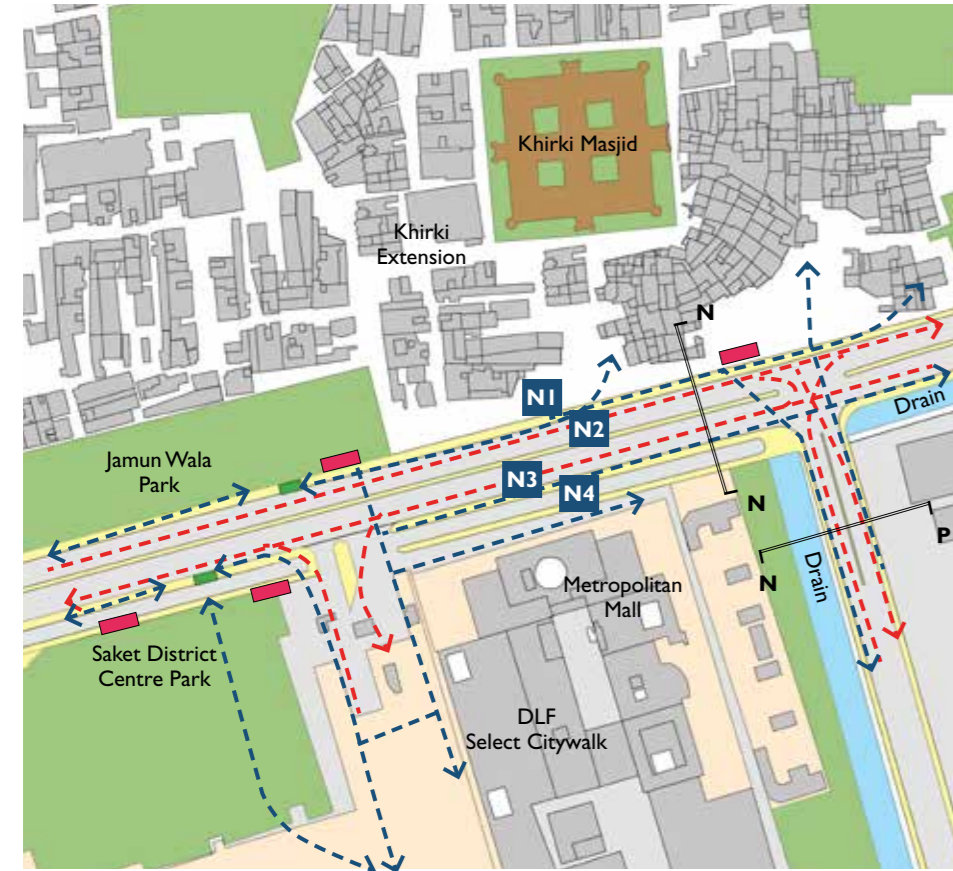 Khirki Masjid
Khirki
Extension
N
N1
N2
Drain
Jamun Wala
Park
N3
N4
N
P
N
Metropolitan
Mall
Drain
Saket District
Centre Park
DLF
Select Citywalk